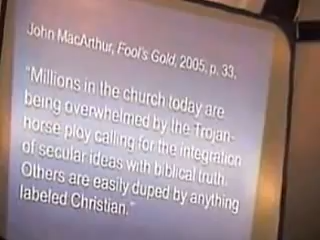 John MacArthur, Fool's Gold, 2005, p. 33.
"Millions in the church today are
being overwhelmed by the Trojan-
horse ploy calling for the integration
of secular ideas with biblical truth.
Others are easily duped by anything
labeled Christian."